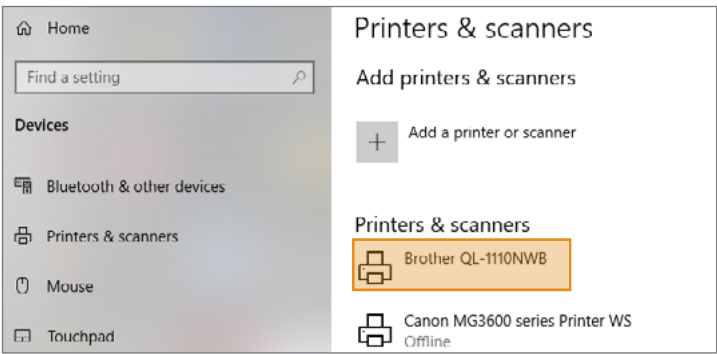 Home
Find a setting
Devices
Bluetooth & other devices
Printers & scanners
Mouse
Touchpad
Printers & scanners
Add printers & scanners
Add a printer or scanner
Printers & scanners
Brother QL-1110NWB
Canon MG3600 series Printer WS
Offline